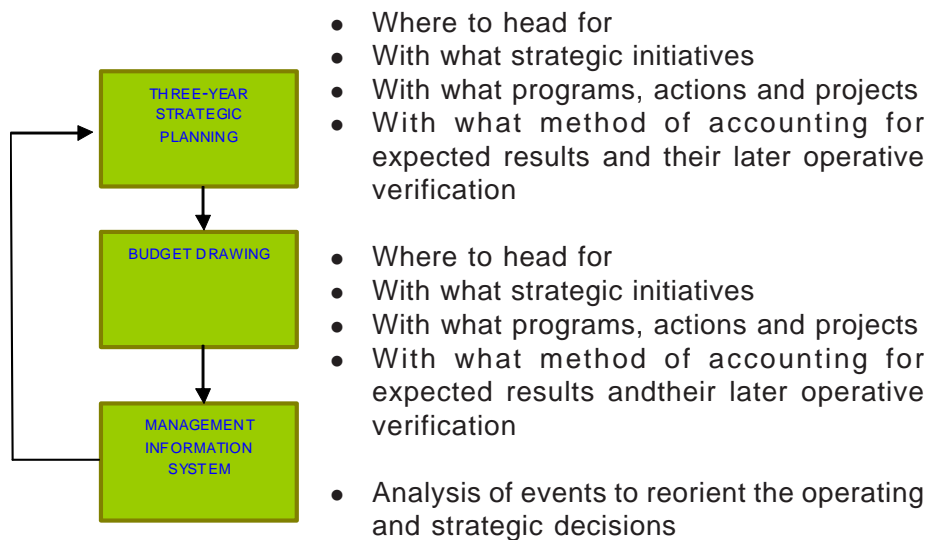 ● Where to head for
● With what strategic initiatives
● With what programs, actions and projects
● With what method of accounting for
expected results and their later operative
verification
THREE-YEAR
STRATEGIC
PLANNING
● Where to head for
● With what strategic initiatives
● With what programs, actions and projects
● With what method of accounting for
expected results andtheir later operative
verification
BUDGET DRAWING
● Analysis of events to reorient the operating
and strategic decisions
MANAGEMENT
INFORMATION
SYSTEM